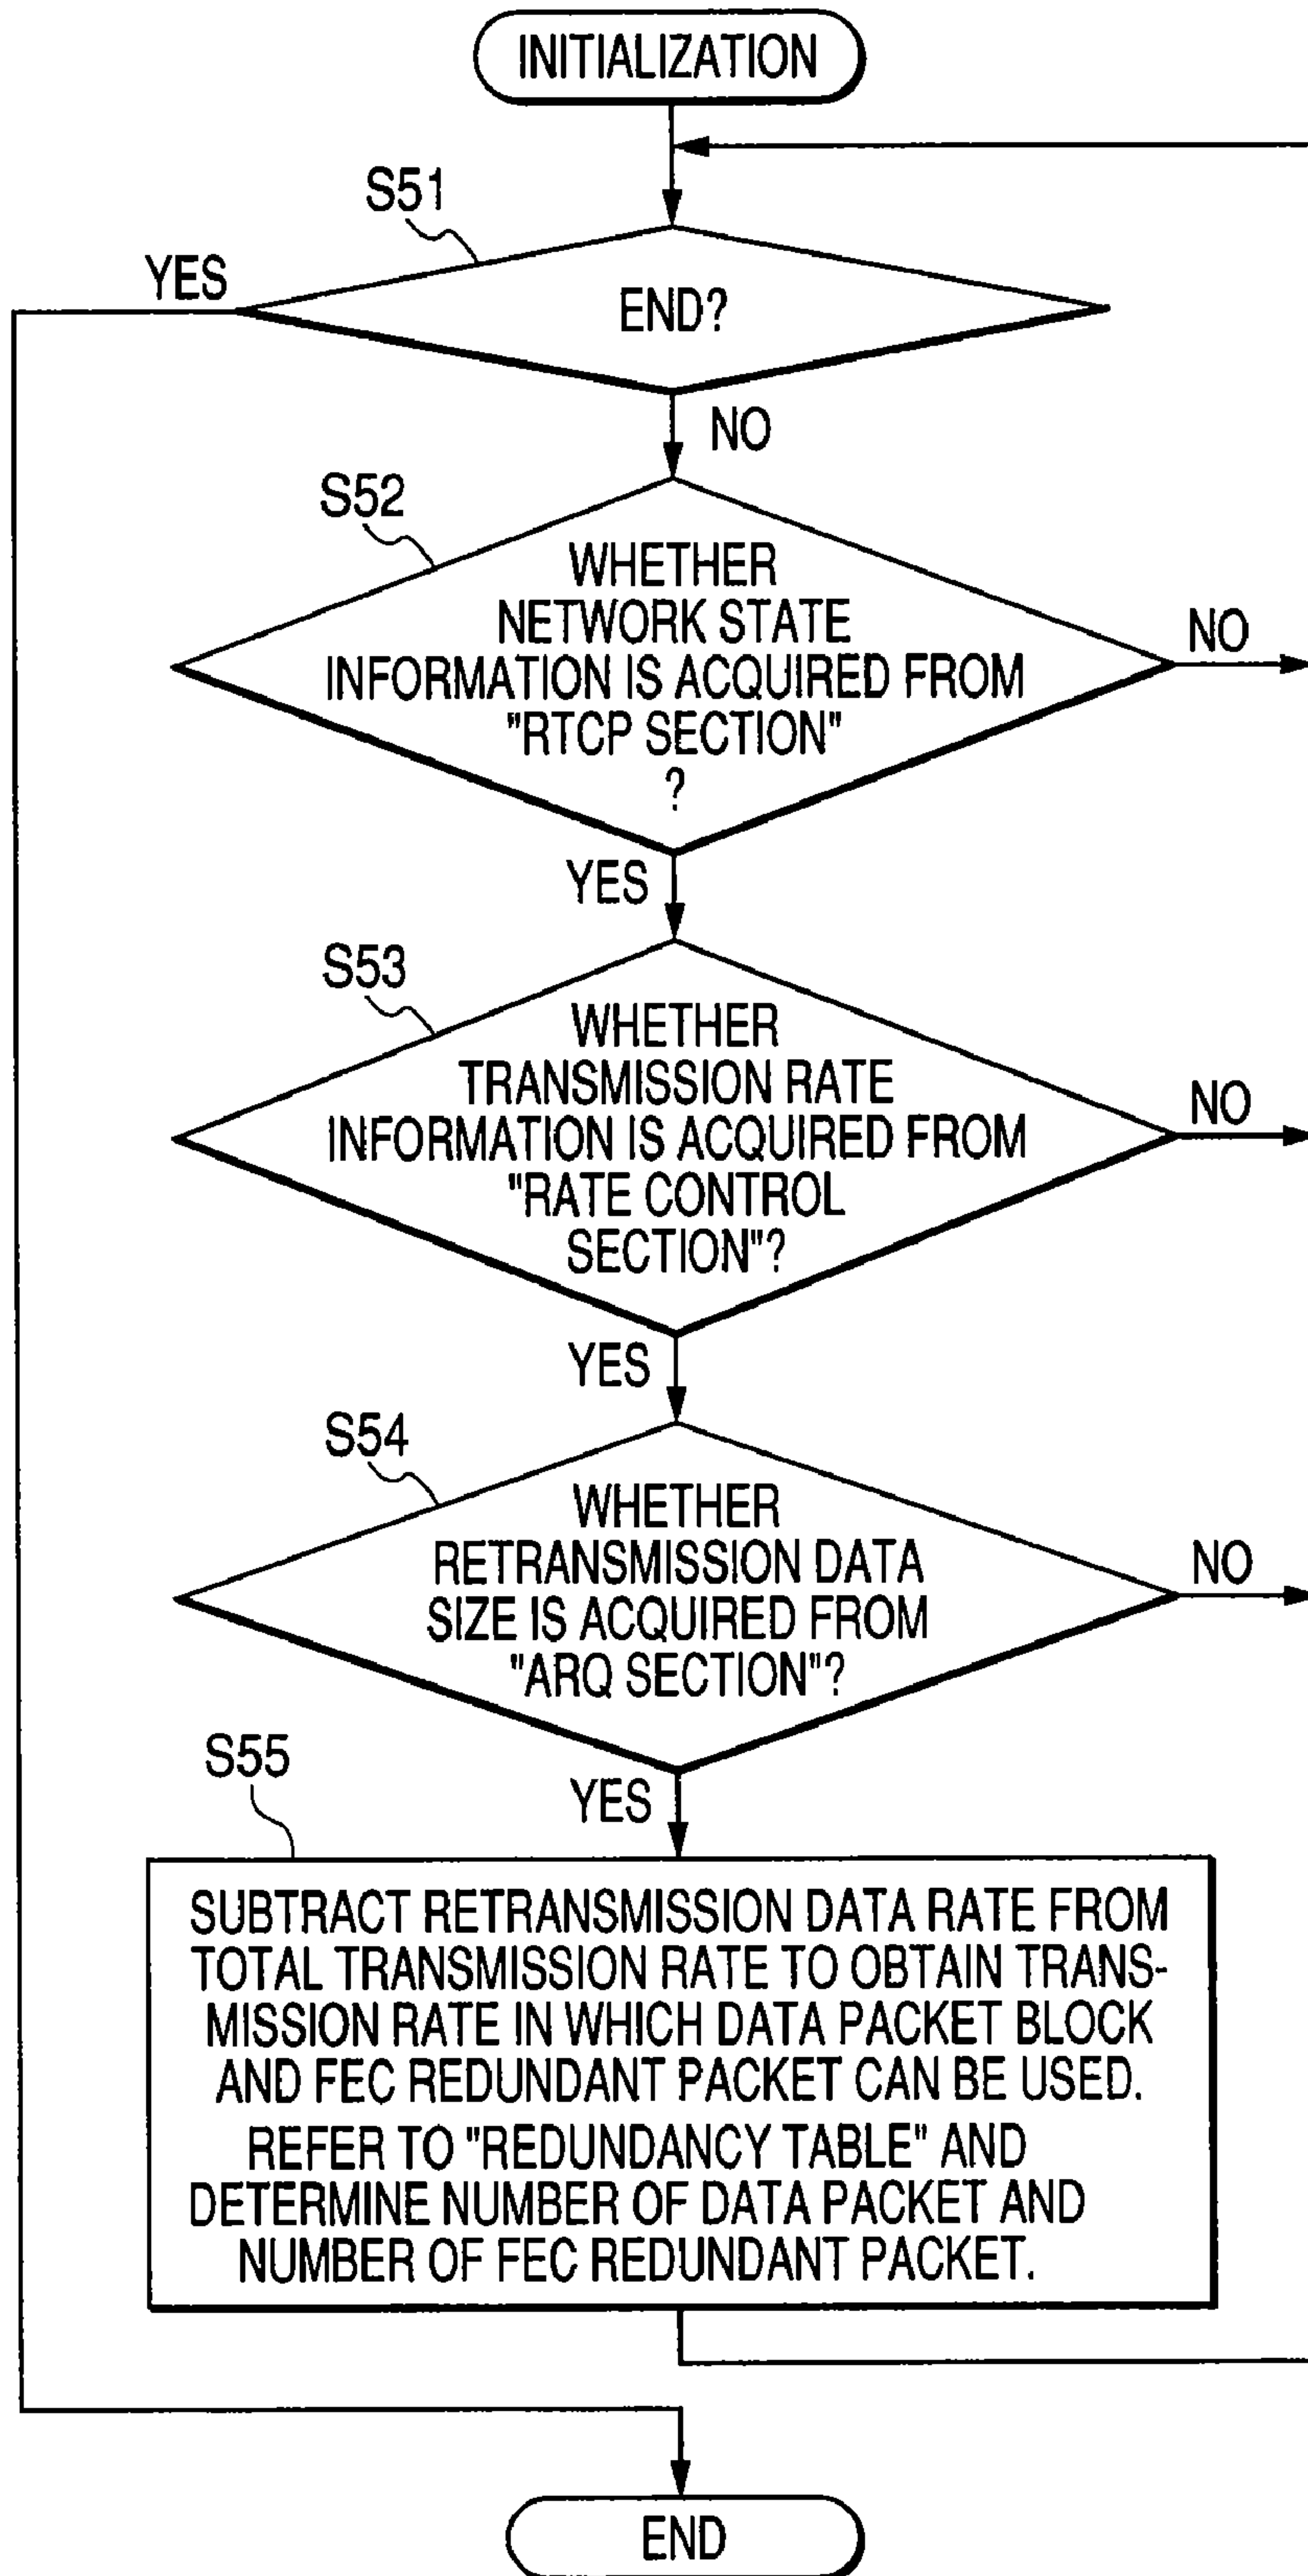 INITIALIZATION
S51
YES
END?
NO
S52
WHETHER
NETWORK STATE
INFORMATION IS ACQUIRED FROM
"RTCP SECTION"
?
NO
YES
S53
WHETHER
TRANSMISSION RATE
INFORMATION IS ACQUIRED FROM
"RATE CONTROL
SECTION"?
NO
YES
S54
WHETHER
RETRANSMISSION DATA
SIZE IS ACQUIRED FROM
"ARQ SECTION"?
NO
YES
S55
SUBTRACT RETRANSMISSION DATA RATE FROM
TOTAL TRANSMISSION RATE TO OBTAIN TRANS-
MISSION RATE IN WHICH DATA PACKET BLOCK
AND FEC REDUNDANT PACKET CAN BE USED.
REFER TO "REDUNDANCY TABLE" AND
DETERMINE NUMBER OF DATA PACKET AND
NUMBER OF FEC REDUNDANT PACKET.
END